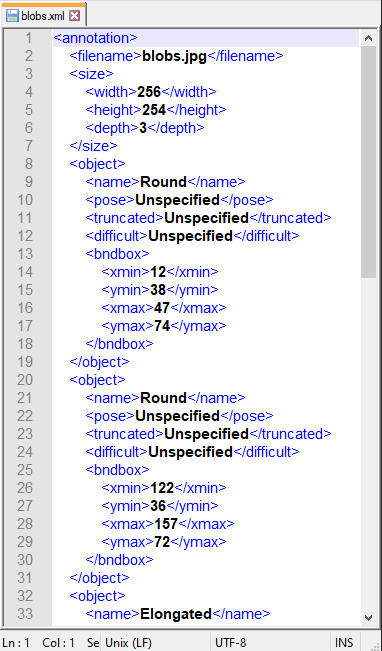 blobs.xml
1 <annotation>
2 <filename>blobs.jpg</filename>
3 <size>
4 <width>256</width>
5 <height>254</height>
6 <depth>3</depth>
7 </size>
8 <object>
9 <name>Round</name>
10 <pose>Unspecified</pose>
11 <truncated>Unspecified</truncated>
12 <difficult>Unspecified</difficult>
13 <bndbox>
14 <xmin>12</xmin>
15 <ymin>38</ymin>
16 <xmax>47</xmax>
17 <ymax>74</ymax>
18 </bndbox>
19 </object>
20 <object>
21 <name>Round</name>
22 <pose>Unspecified</pose>
23 <truncated>Unspecified</truncated>
24 <difficult>Unspecified</difficult>
25 <bndbox>
26 <xmin>122</xmin>
27 <ymin>36</ymin>
28 <xmax>157</xmax>
29 <ymax>72</ymax>
30 </bndbox>
31 </object>
32 <object>
33 <name>Elongated</name>
Ln : 1 Col : 1 Se Unix (LF) UTF-8 INS